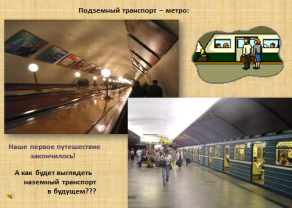 Подземный транспорт – метро:
Наше первое путешествие
закончилось!
А как будет выглядеть
наземный транспорт
в будущем???